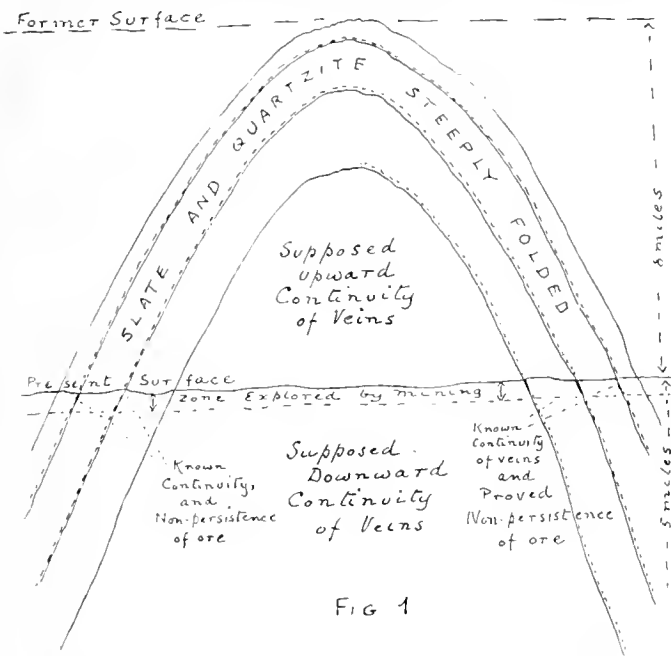 Former Surface
SLATE AND QUARTZITE STEEPLY FOLDED
Supposed
upward
Continuity
of Veins
8 miles
Present Surface
Zone Explored by mining
Known
Continuity,
and
Non-persistence
of ore
Supposed
Downward
Continuity
of Veins
Known
Continuity
of veins
and
Proved
Non-persistence
of ore
miles
FIG 1